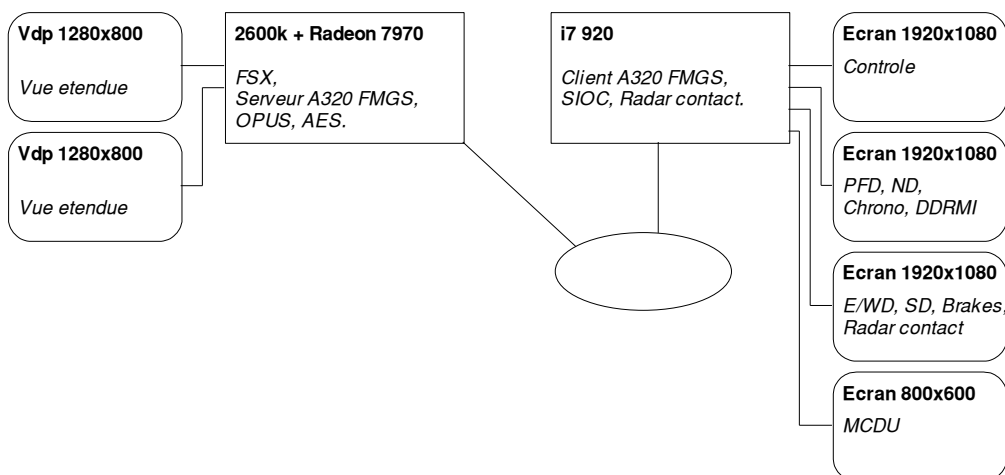 Vdp 1280x800
Vue etendue
Vdp 1280x800
Vue etendue
2600k + Radeon 7970
FSX,
Serveur A320 FMGS,
OPUS, AES.
i7 920
Client A320 FMGS,
SIOC, Radar contact.
Ecran 1920x1080
Controle
Ecran 1920x1080
PFD, ND,
Chrono, DDRMI
Ecran 1920x1080
E/WD, SD, Brakes,
Radar contact
Ecran 800x600
MCDU